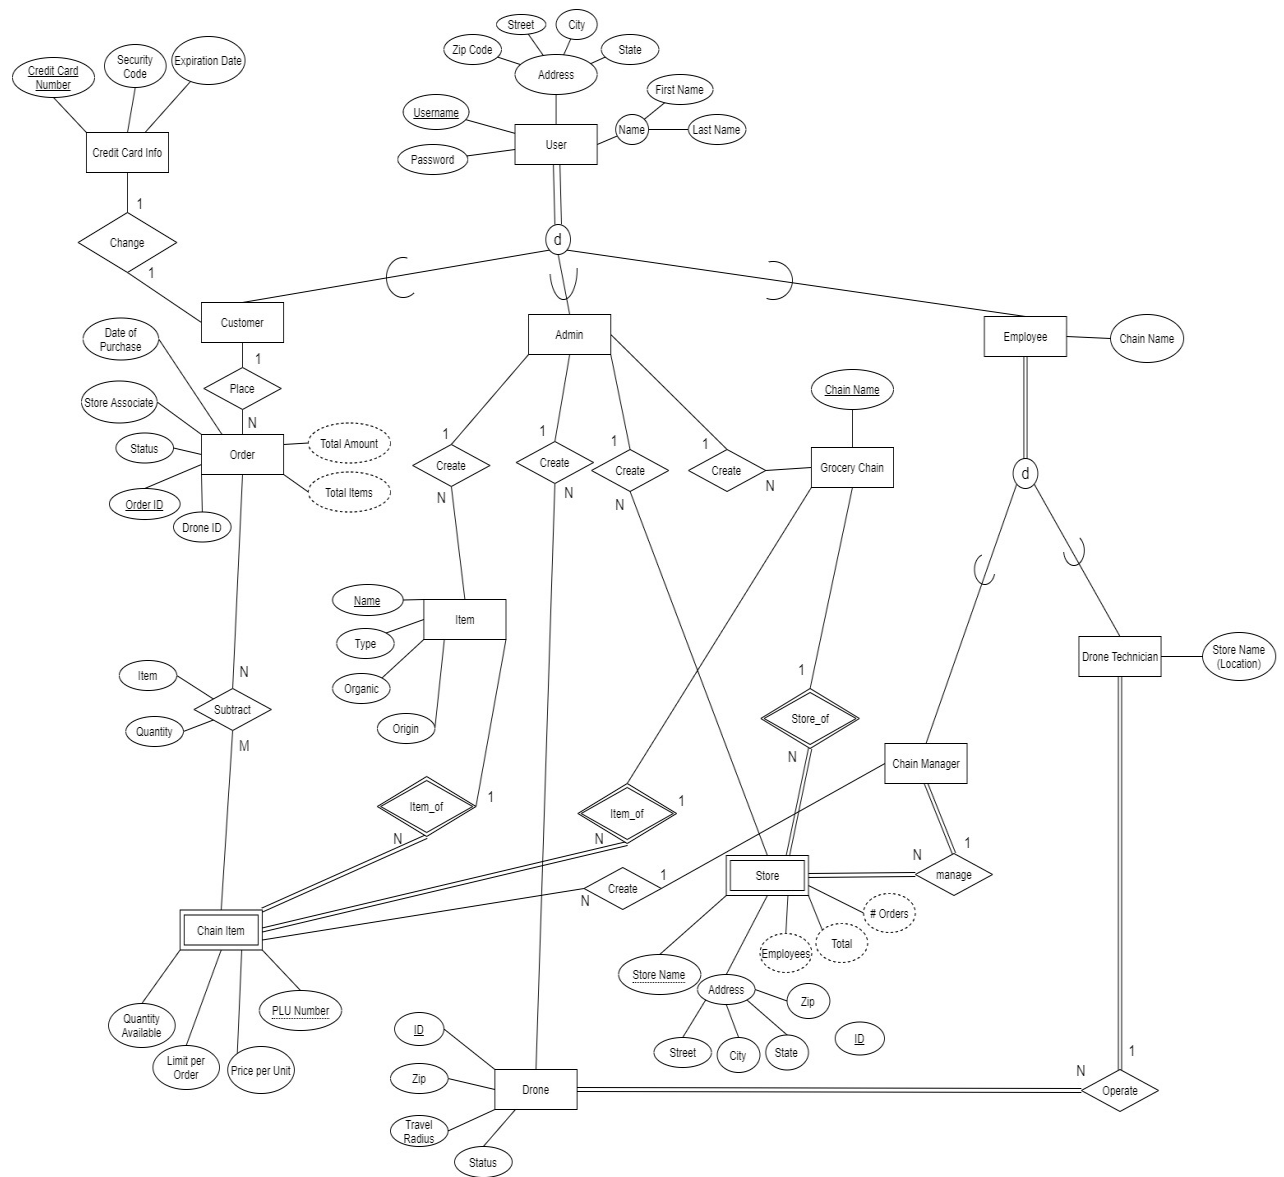 Street
City
Zip Code
State
Address
Credit Card
Number
Security
Code
Expiration Date
First Name
Username
Name
Last Name
Credit Card Info
User
Password
1
Change
d
1
Customer
Admin
Employee
Chain Name
Date of
Purchase
1
Place
Store Associate
Chain Name
N
Total Amount
Status
Order
1
1
1
1
Create
Create
Create
Create
Grocery Chain
d
Total Items
Order ID
N
N
N
N
Drone ID
Name
Item
Type
Drone Technician
Store Name
(Location)
N
Item
1
Organic
Subtract
Quantity
Origin
Store_of
M
N
Chain Manager
1
Item_of
1
Item_of
N
N
1
N
1
Store
manage
Create
N
# Orders
Chain Item
Employees
Total
Store Name
Address
Zip
PLU Number
Quantity
Available
ID
ID
Street
City
State
Limit per
Order
Price per Unit
1
Zip
N
Drone
Operate
Travel
Radius
Status